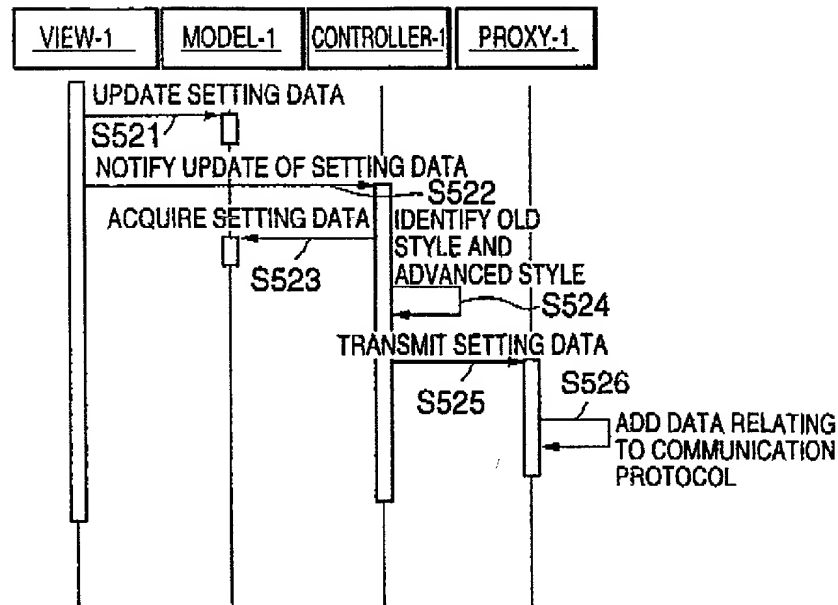 VIEW-1
MODEL-1
CONTROLLER-1
PROXY-1
UPDATE SETTING DATA
S521
NOTIFY UPDATE OF SETTING DATA
S522
ACQUIRE SETTING DATA
S523
IDENTIFY OLD
STYLE AND
ADVANCED STYLE
S524
TRANSMIT SETTING DATA
S525
S526
ADD DATA RELATING
TO COMMUNICATION
PROTOCOL